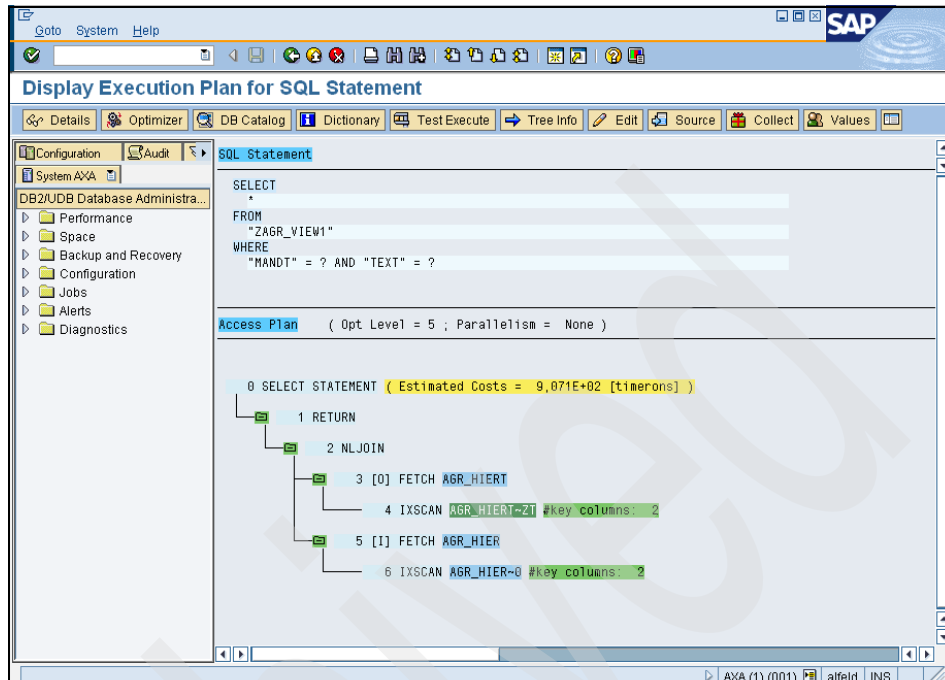 Goto System Help
SAP
Display Execution Plan for SQL Statement
Details Optimizer DB Catalog Dictionary Test Execute Tree Info Edit Source Collect Values
Configuration Audit
System AXA
DB2/UDB Database Administra...
Performance
Space
Backup and Recovery
Configuration
Jobs
Alerts
Diagnostics
SQL Statement
SELECT
*
FROM
"ZAGR_VIEW1"
WHERE
"MANDT" = ? AND "TEXT" = ?
Access Plan ( Opt Level = 5 ; Parallelism = None )
0 SELECT STATEMENT ( Estimated Costs = 9,071E+02 [timerons] )
1 RETURN
2 NLJOIN
3 [O] FETCH AGR_HIERT
4 IXSCAN AGR_HIERT~ZT #key columns: 2
5 [I] FETCH AGR_HIER
6 IXSCAN AGR_HIER~0 #key columns: 2
AXA (1) (001) alfeld INS